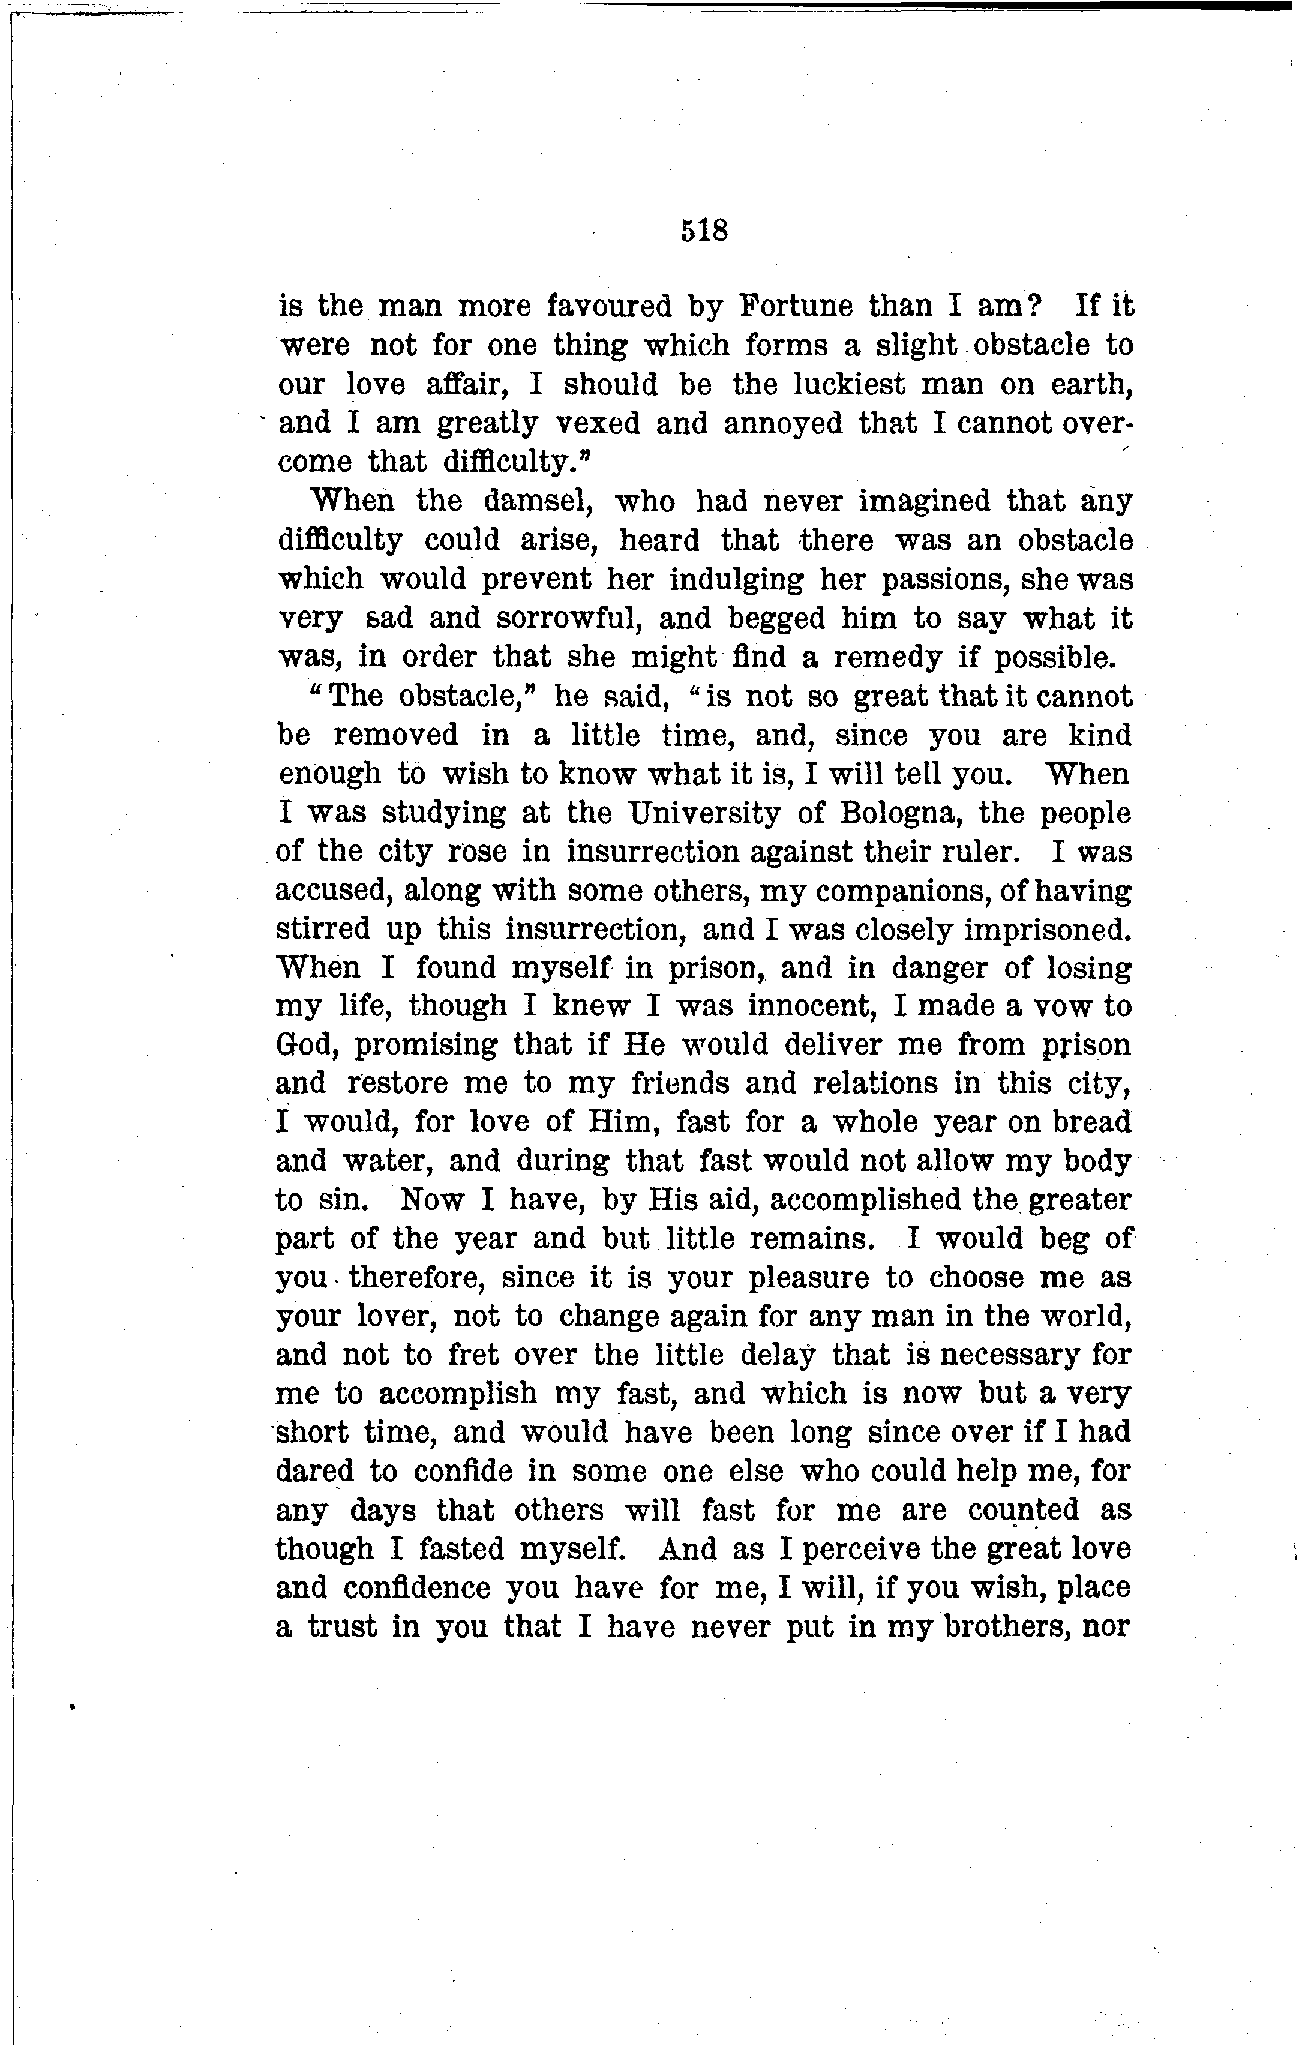 518
is the man more favoured by Fortune than I am? If it
were not for one thing which forms a slight obstacle to
our love affair, I should be the luckiest man on earth,
and I am greatly vexed and annoyed that I cannot over-
come that difficulty."
When the damsel, who had never imagined that any
difficulty could arise, heard that there was an obstacle
which would prevent her indulging her passions, she was
very sad and sorrowful, and begged him to say what it
was, in order that she might find a remedy if possible.
"The obstacle," he said, "is not so great that it cannot
be removed in a little time, and, since you are kind
enough to wish to know what it is, I will tell you. When
I was studying at the University of Bologna, the people
of the city rose in insurrection against their ruler. I was
accused, along with some others, my companions, of having
stirred up this insurrection, and I was closely imprisoned.
When I found myself in prison, and in danger of losing
my life, though I knew I was innocent, I made a vow to
God, promising that if He would deliver me from prison
and restore me to my friends and relations in this city,
I would, for love of Him, fast for a whole year on bread
and water, and during that fast would not allow my body
to sin. Now I have, by His aid, accomplished the greater
part of the year and but little remains. I would beg of
you therefore, since it is your pleasure to choose me as
your lover, not to change again for any man in the world,
and not to fret over the little delay that is necessary for
me to accomplish my fast, and which is now but a very
short time, and would have been long since over if I had
dared to confide in some one else who could help me, for
any days that others will fast for me are counted as
though I fasted myself. And as I perceive the great love
and confidence you have for me, I will, if you wish, place
a trust in you that I have never put in my brothers, nor